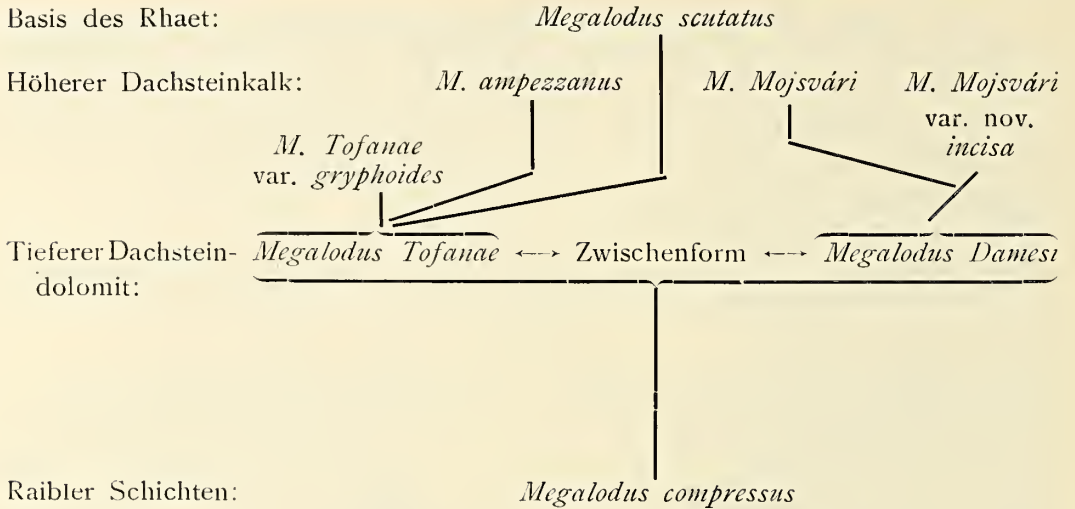 Basis des Rhaet: Megalodus scutatus
Höherer Dachsteinkalk: M. ampezzanus M. Mojsvári M. Mojsvári
var. nov.
incisa
M. Tofanae
var. gryphoides
Tieferer Dachstein- Megalodus Tofanae ←→ Zwischenform ←→ Megalodus Damesi
dolomit:
Raibler Schichten: Megalodus compressus